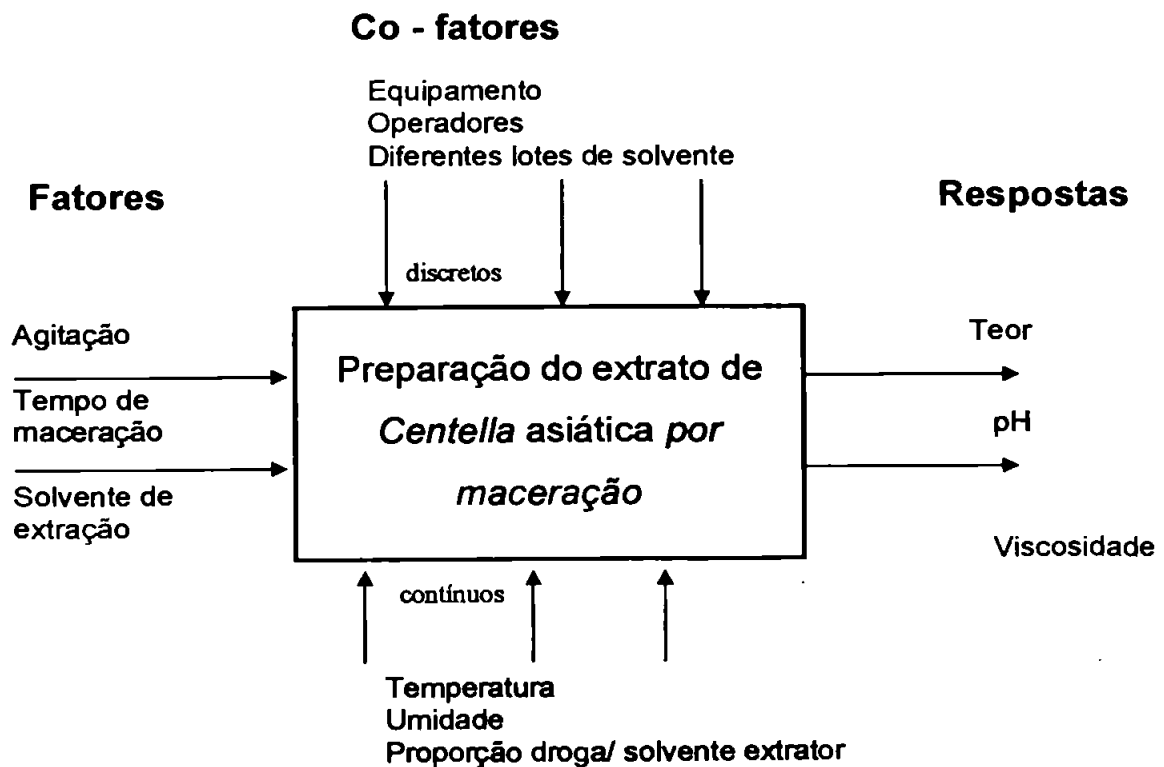 Co - fatores
Equipamento
Operadores
Diferentes lotes de solvente
Fatores
Respostas
discretos
Agitação
Tempo de
maceração
Solvente de
extração
Preparação do extrato de
Centella asiática por
maceração
Teor
pH
Viscosidade
contínuos
Temperatura
Umidade
Proporção droga/ solvente extrator